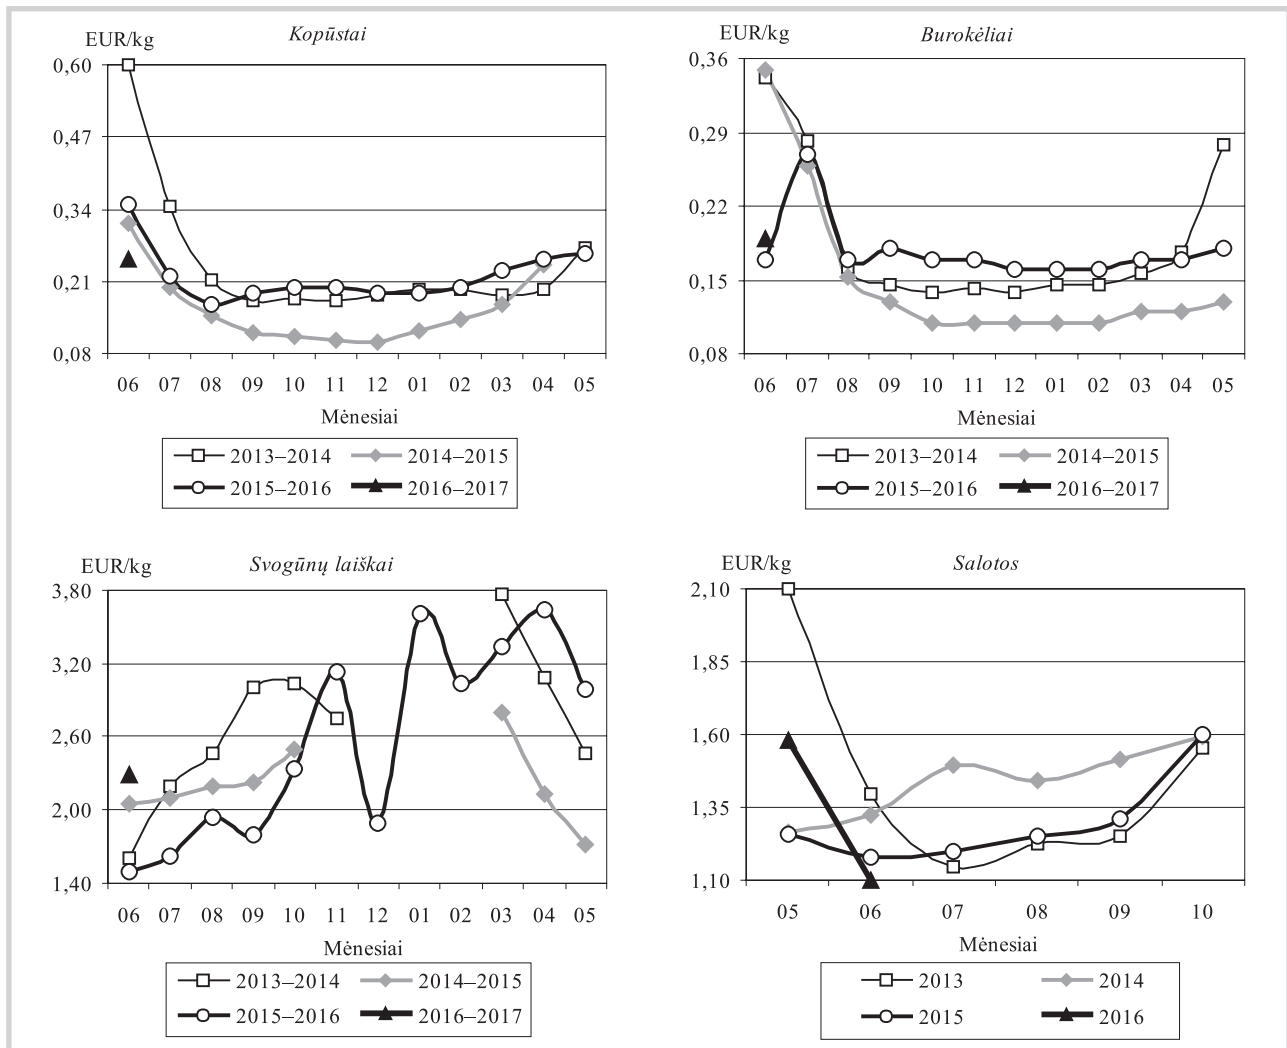 Kopūstai
EUR/kg
0,60
0,47
0,34
0,21
0,08
06 07 08 09 10 11 12 01 02 03 04 05
Mėnesiai
2013–2014 2014–2015
2015–2016 2016–2017
Burokėliai
EUR/kg
0,36
0,29
0,22
0,15
0,08
06 07 08 09 10 11 12 01 02 03 04 05
Mėnesiai
2013–2014 2014–2015
2015–2016 2016–2017
Svogūnų laiškai
EUR/kg
3,80
3,20
2,60
2,00
1,40
06 07 08 09 10 11 12 01 02 03 04 05
Mėnesiai
2013–2014 2014–2015
2015–2016 2016–2017
Salotos
EUR/kg
2,10
1,85
1,60
1,35
1,10
05 06 07 08 09 10
Mėnesiai
2013 2014
2015 2016